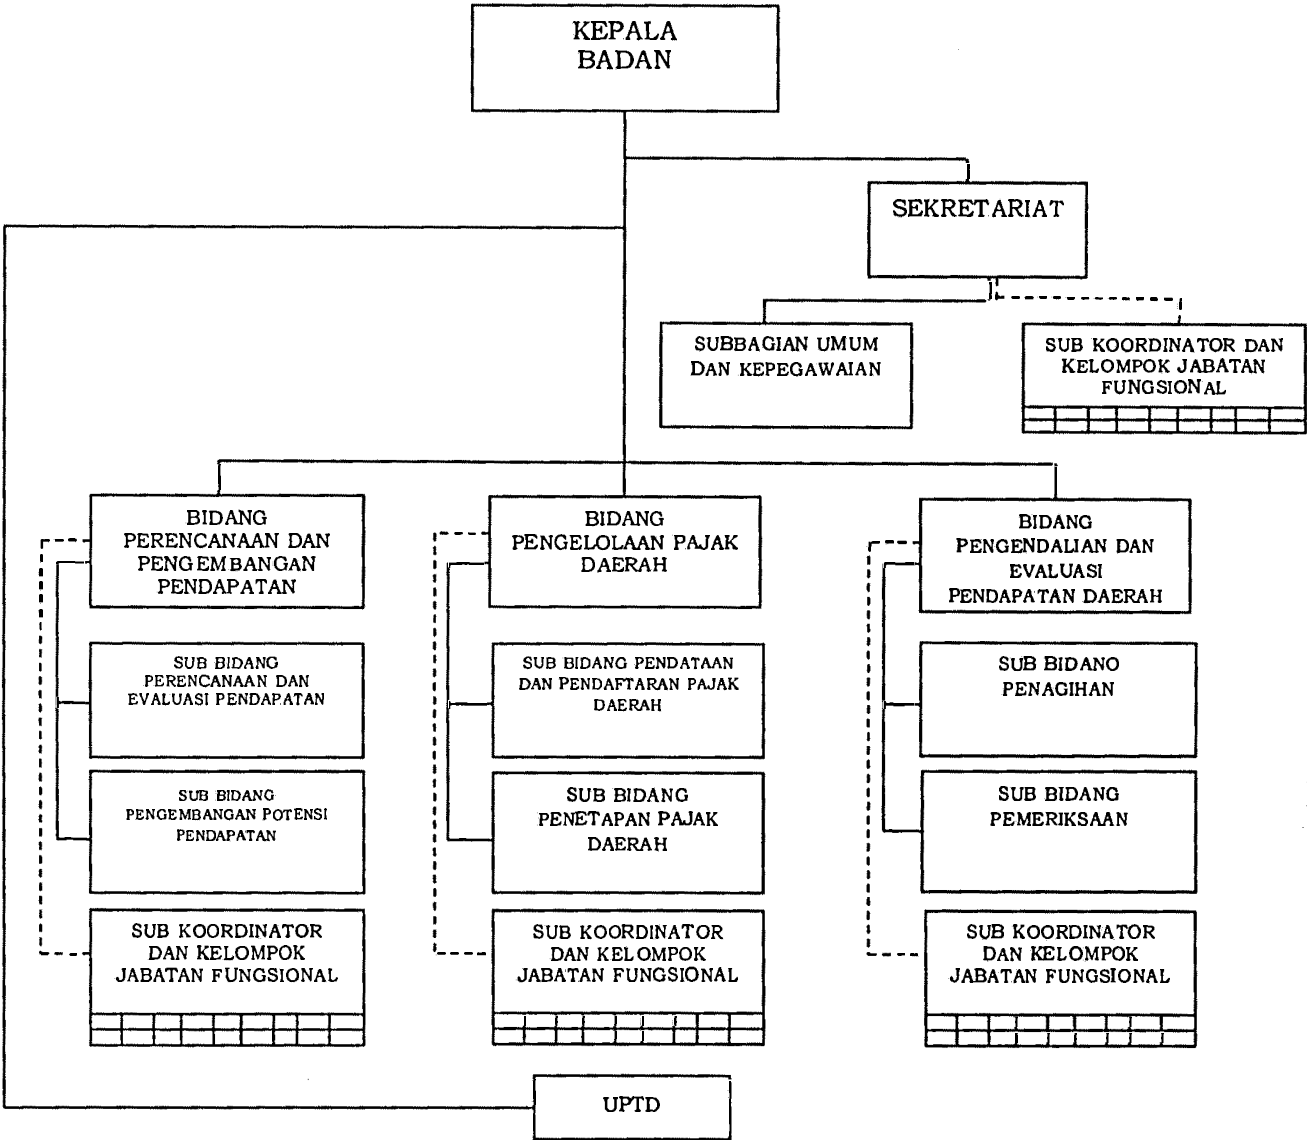 KEPALA
BADAN
SEKRETARIAT
SUBBAGIAN UMUM
DAN KEPEGAWAIAN
SUB KOORDINATOR DAN
KELOMPOK JABATAN
FUNGSIONAL
BIDANG
PERENCANAAN DAN
PENGEMBANGAN
PENDAPATAN
SUB BIDANG
PERENCANAAN DAN
EVALUASI PENDAPATAN
SUB BIDANG
PENGEMBANGAN POTENSI
PENDAPATAN
SUB KOORDINATOR
DAN KELOMPOK
JABATAN FUNGSIONAL
BIDANG
PENGELOLAAN PAJAK
DAERAH
SUB BIDANG PENDATAAN
DAN PENDAFTARAN PAJAK
DAERAH
SUB BIDANG
PENETAPAN PAJAK
DAERAH
SUB KOORDINATOR
DAN KELOMPOK
JABATAN FUNGSIONAL
BIDANG
PENGENDALIAN DAN
EVALUASI
PENDAPATAN DAERAH
SUB BIDANO
PENAGIHAN
SUB BIDANG
PEMERIKSAAN
SUB KOORDINATOR
DAN KELOMPOK
JABATAN FUNGSIONAL
UPTD